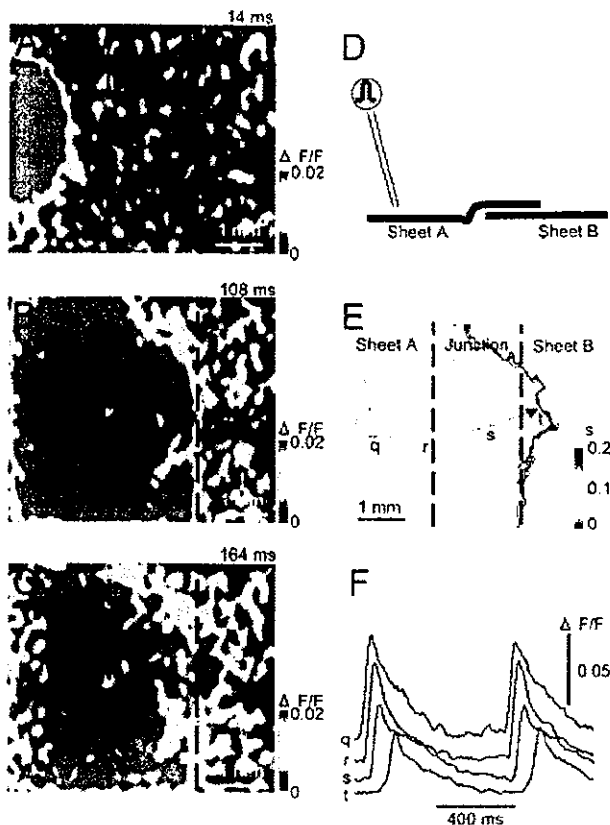 14 ms
A
Δ F/F
0.02
0
1 mm
108 ms
B
Δ F/F
0.02
0
164 ms
C
Δ F/F
0.02
0
D
Sheet A
Sheet B
E
Sheet A
Junction
Sheet B
q
r
s
s
0.2
0.1
0
1 mm
F
Δ F/F
0.05
q
r
s
t
400 ms